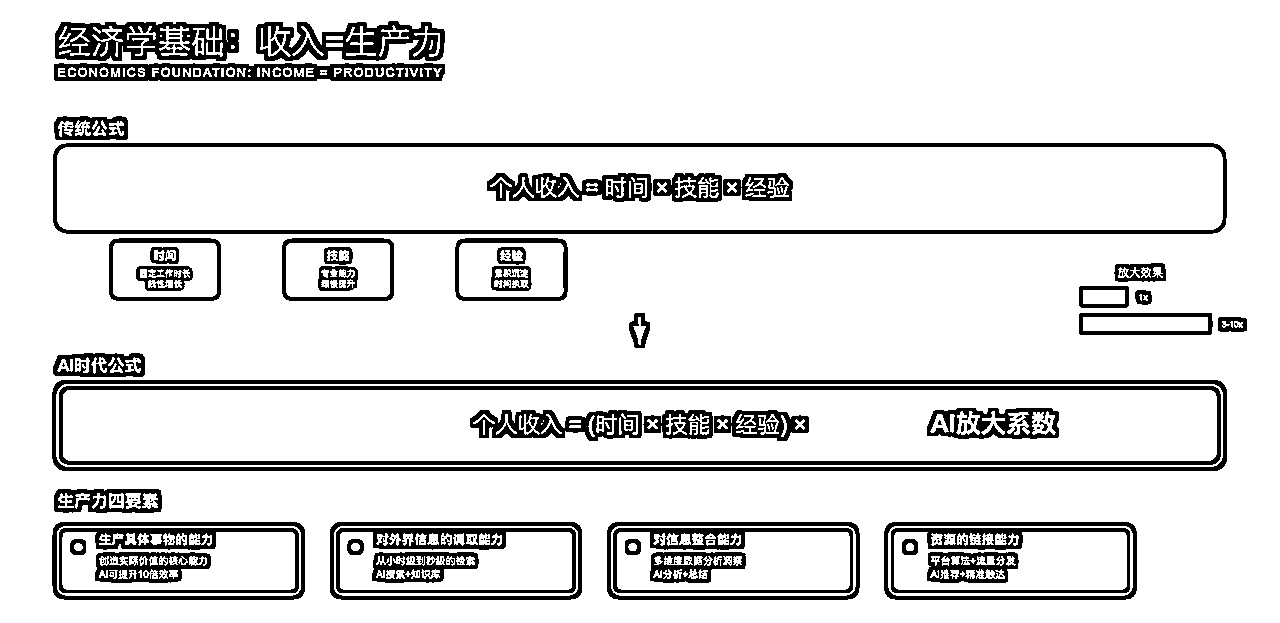 经济学基础：收入=生产力
ECONOMICS FOUNDATION: INCOME = PRODUCTIVITY
传统公式
个人收入 = 时间 × 技能 × 经验
时间
固定工作时长
线性增长
技能
专业能力
缓慢提升
经验
累积沉淀
时间换取
放大效果
1x
3-10x
AI时代公式
个人收入 = (时间 × 技能 × 经验) × AI放大系数
生产力四要素
生产具体事物的能力
创造实际价值的核心能力
AI可提升10倍效率
对外界信息的调取能力
从小时级到秒级的检索
AI搜索+知识库
对信息整合能力
多维度数据分析洞察
AI分析+总结
资源的链接能力
平台算法+流量分发
AI推荐+精准触达